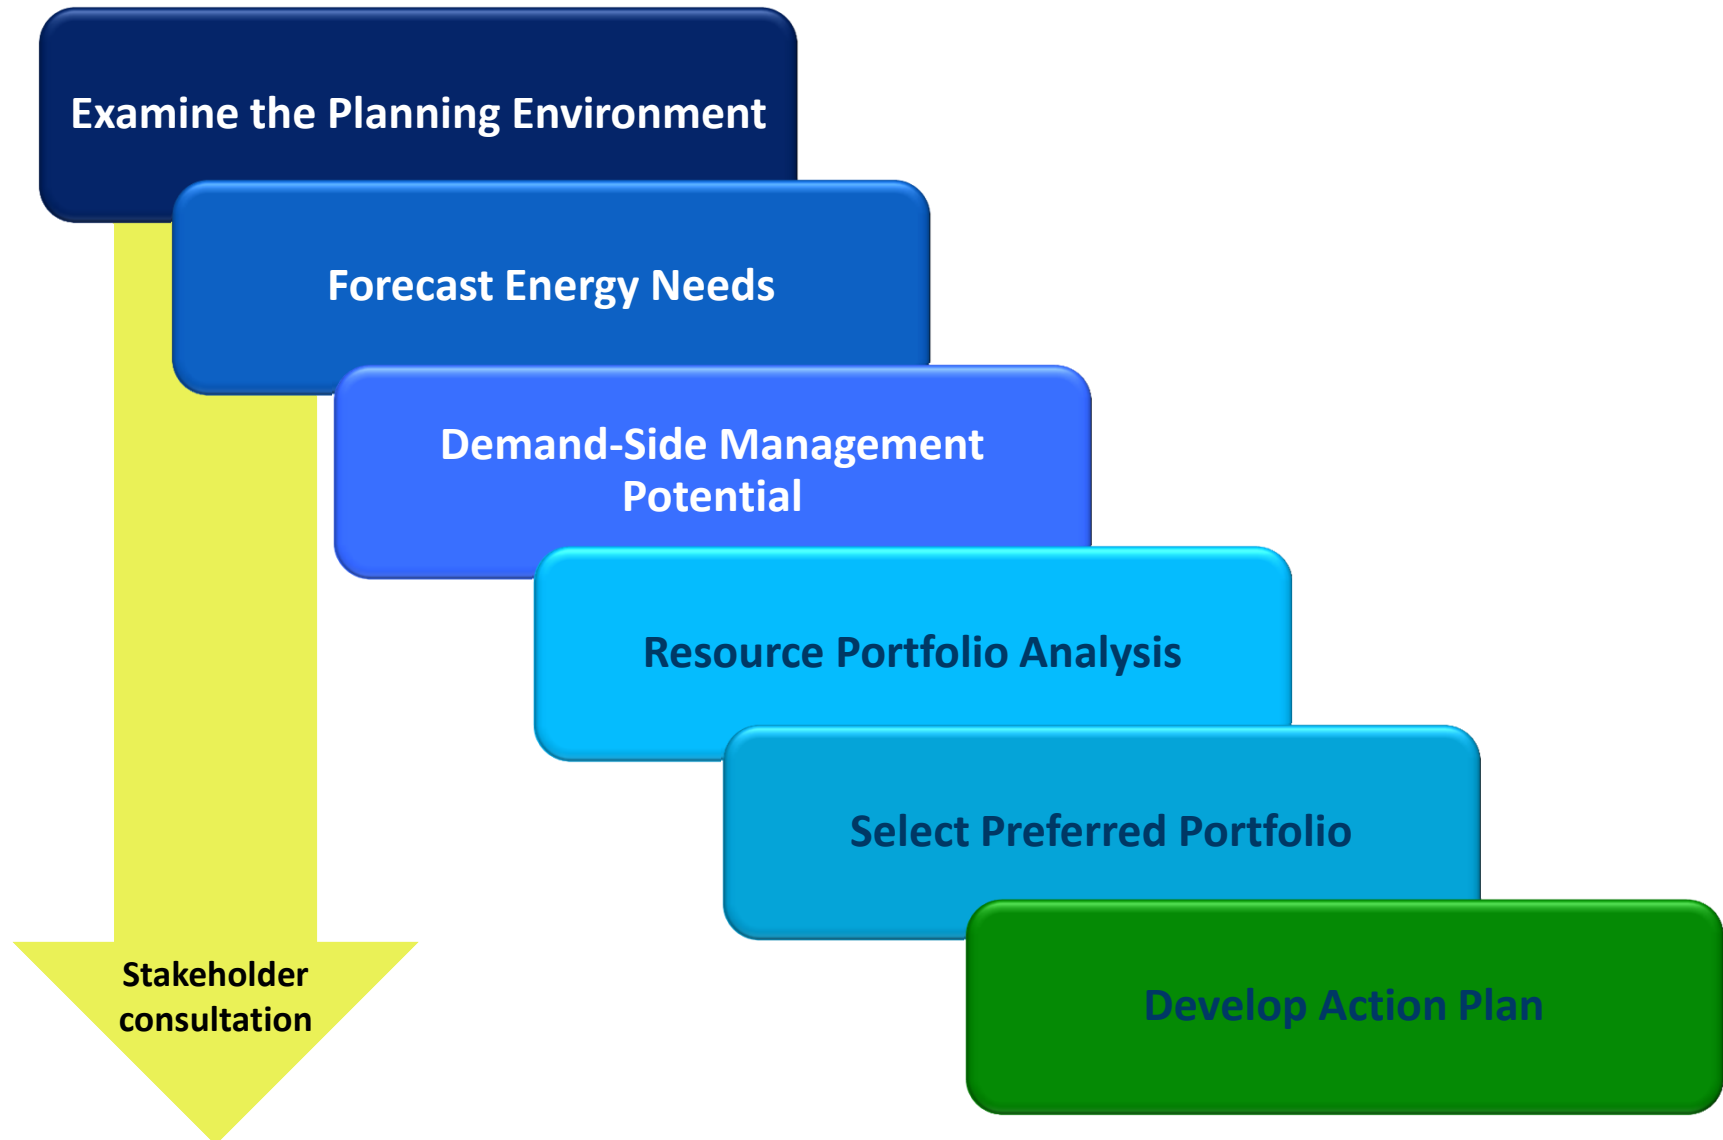 Examine the Planning Environment
Forecast Energy Needs
Demand-Side Management
Potential
Resource Portfolio Analysis
Select Preferred Portfolio
Stakeholder
consultation
Develop Action Plan